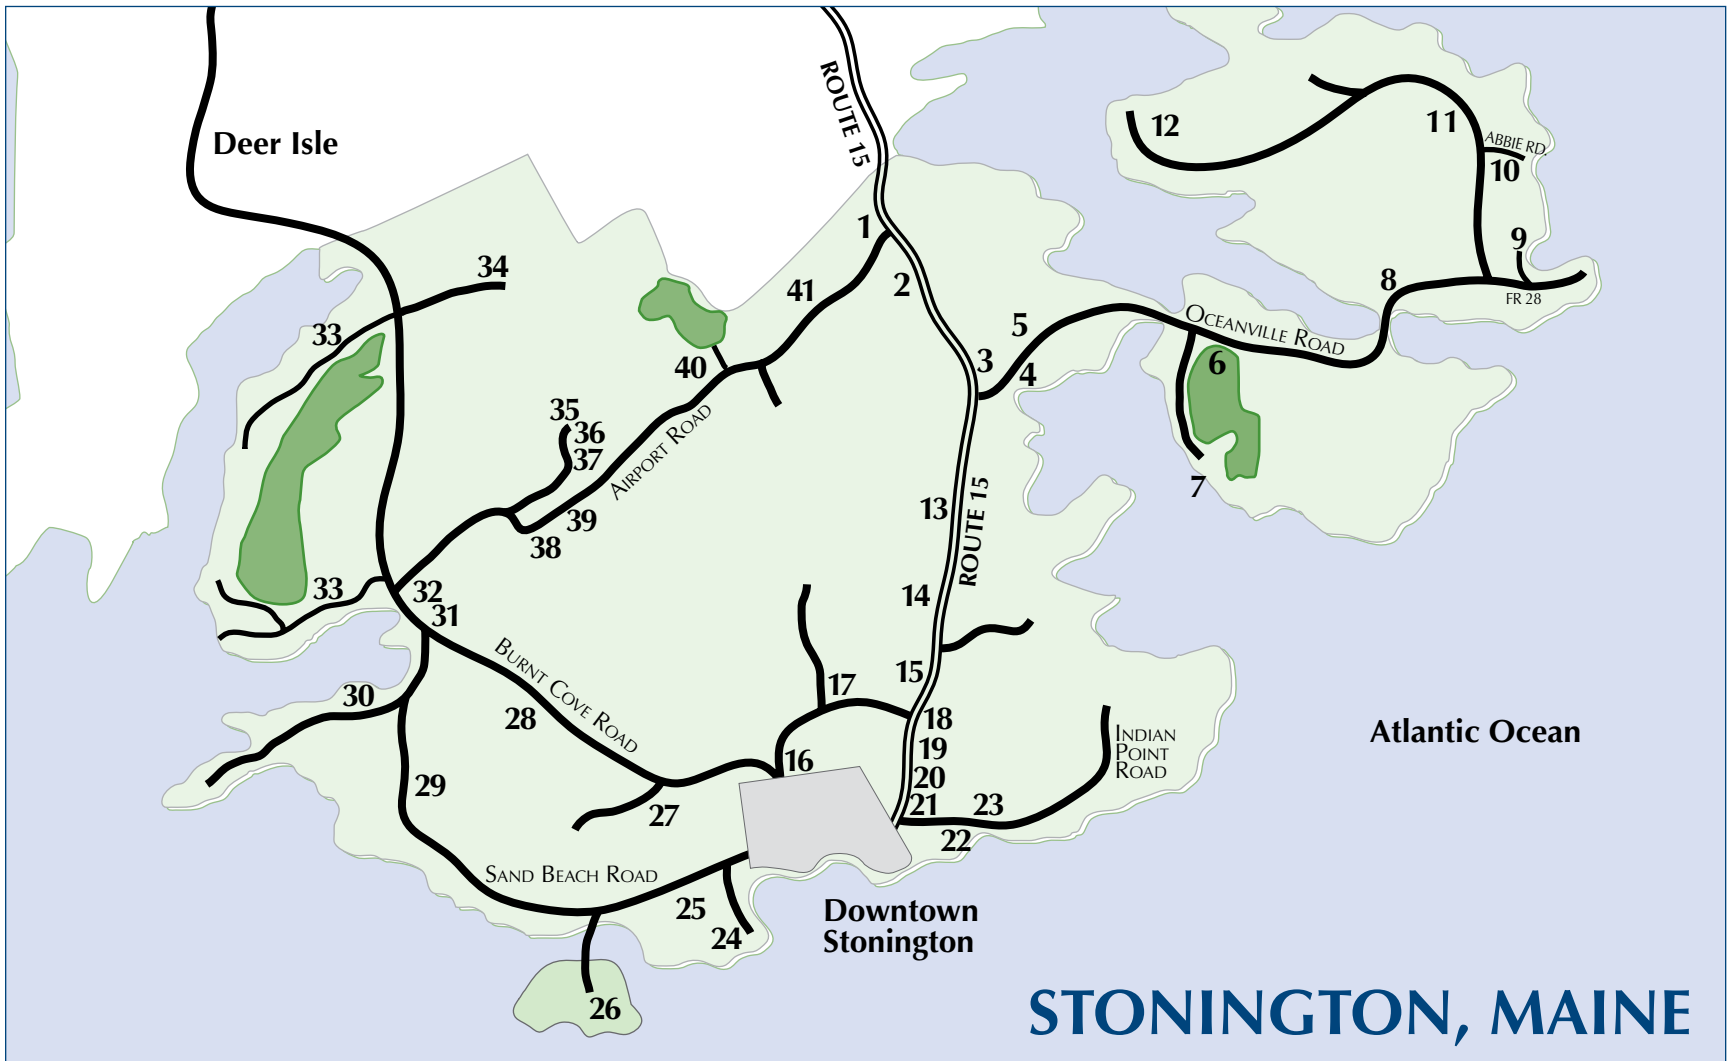 ROUTE 15
Deer Isle
12
11
ABBIE RD.
10
1
9
34
2
8
41
FR 28
33
5
OCEANVILLE ROAD
3
6
40
4
35
36
37
AIRPORT ROAD
7
13
39
38
ROUTE 15
33
32
14
31
BURNT COVE ROAD
15
17
30
28
18
INDIAN
POINT
ROAD
Atlantic Ocean
19
16
20
29
21
23
27
22
SAND BEACH ROAD
25
24
Downtown
Stonington
26
STONINGTON, MAINE